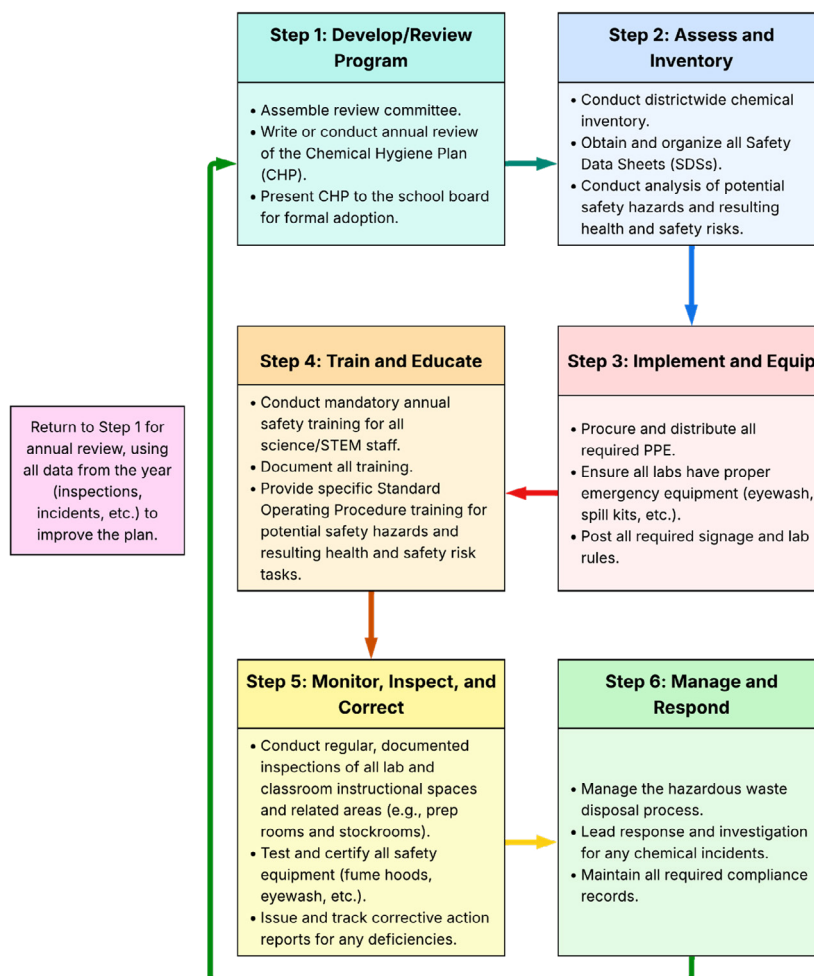 Step 1: Develop/Review
Program
• Assemble review committee.
• Write or conduct annual review
of the Chemical Hygiene Plan
(CHP).
• Present CHP to the school board
for formal adoption.
Step 2: Assess and
Inventory
• Conduct districtwide chemical
inventory.
• Obtain and organize all Safety
Data Sheets (SDSs).
• Conduct analysis of potential
safety hazards and resulting
health and safety risks.
Step 3: Implement and Equip
• Procure and distribute all
required PPE.
• Ensure all labs have proper
emergency equipment (eyewash,
spill kits, etc.).
• Post all required signage and lab
rules.
Step 4: Train and Educate
• Conduct mandatory annual
safety training for all
science/STEM staff.
• Document all training.
• Provide specific Standard
Operating Procedure training for
potential safety hazards and
resulting health and safety risk
tasks.
Return to Step 1 for
annual review, using
all data from the year
(inspections,
incidents, etc.) to
improve the plan.
Step 5: Monitor, Inspect, and
Correct
• Conduct regular, documented
inspections of all lab and
classroom instructional spaces
and related areas (e.g., prep
rooms and stockrooms).
• Test and certify all safety
equipment (fume hoods,
eyewash, etc.).
• Issue and track corrective action
reports for any deficiencies.
Step 6: Manage and
Respond
• Manage the hazardous waste
disposal process.
• Lead response and investigation
for any chemical incidents.
• Maintain all required compliance
records.